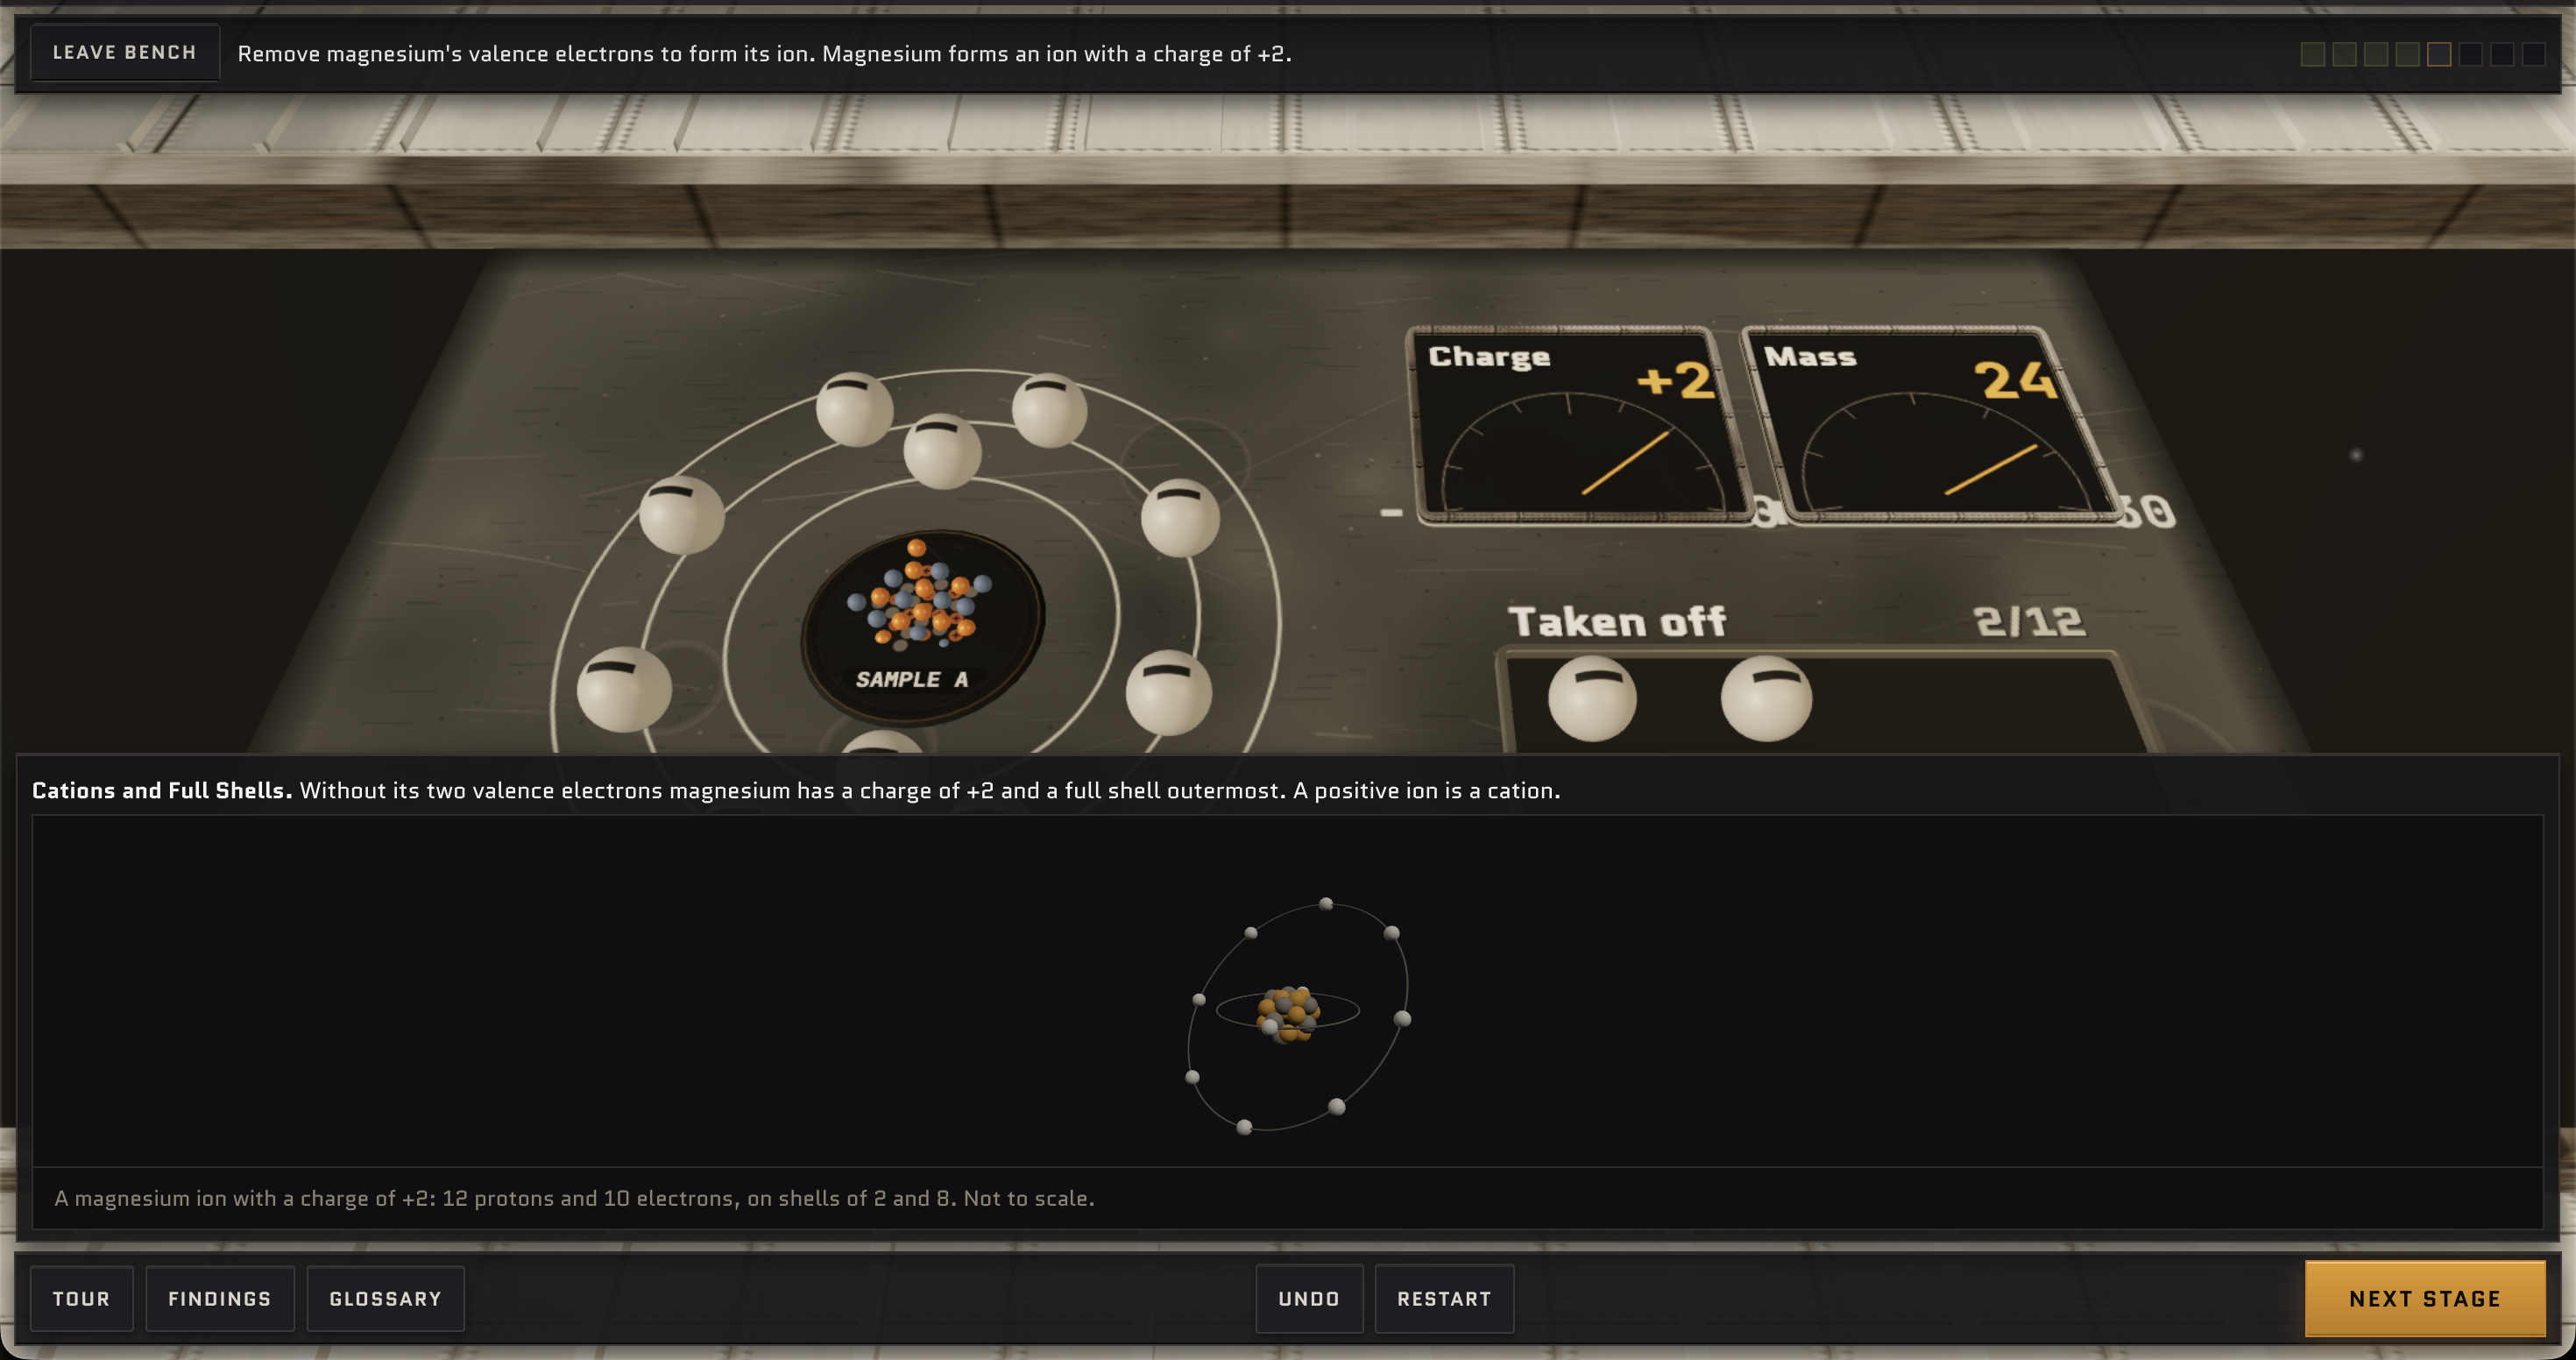 LEAVE BENCH
Remove magnesium's valence electrons to form its ion. Magnesium forms an ion with a charge of +2.
Charge
+2
Mass
24
Taken off
2/12
SAMPLE A
Cations and Full Shells. Without its two valence electrons magnesium has a charge of +2 and a full shell outermost. A positive ion is a cation.
A magnesium ion with a charge of +2: 12 protons and 10 electrons, on shells of 2 and 8. Not to scale.
TOUR
FINDINGS
GLOSSARY
UNDO
RESTART
NEXT STAGE